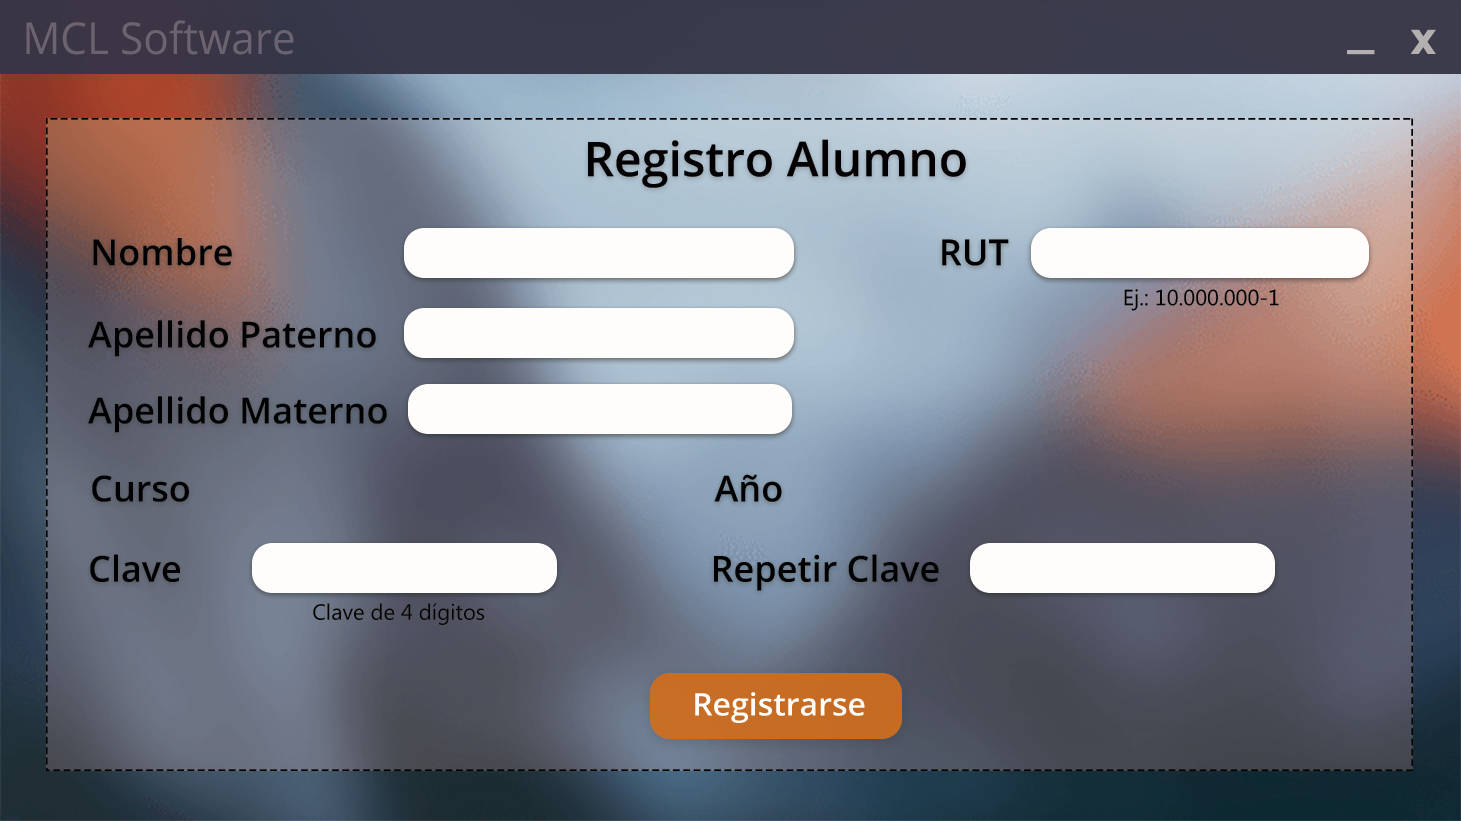 MCL Software
_ X
Registro Alumno
Nombre
RUT
Ej.: 10.000.000-1
Apellido Paterno
Apellido Materno
Curso
Año
Clave
Repetir Clave
Clave de 4 dígitos
Registrarse